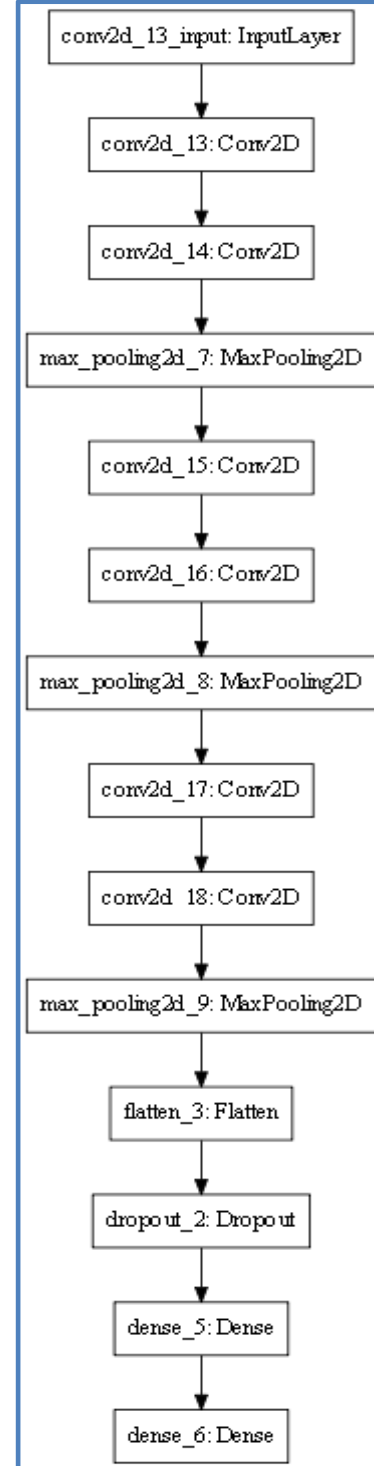 conv2d_13_input: InputLayer
conv2d_13: Conv2D
conv2d_14: Conv2D
max_pooling2d_7: MaxPooling2D
conv2d_15: Conv2D
conv2d_16: Conv2D
max_pooling2d_8: MaxPooling2D
conv2d_17: Conv2D
conv2d_18: Conv2D
max_pooling2d_9: MaxPooling2D
flatten_3: Flatten
dropout_2: Dropout
dense_5: Dense
dense_6: Dense